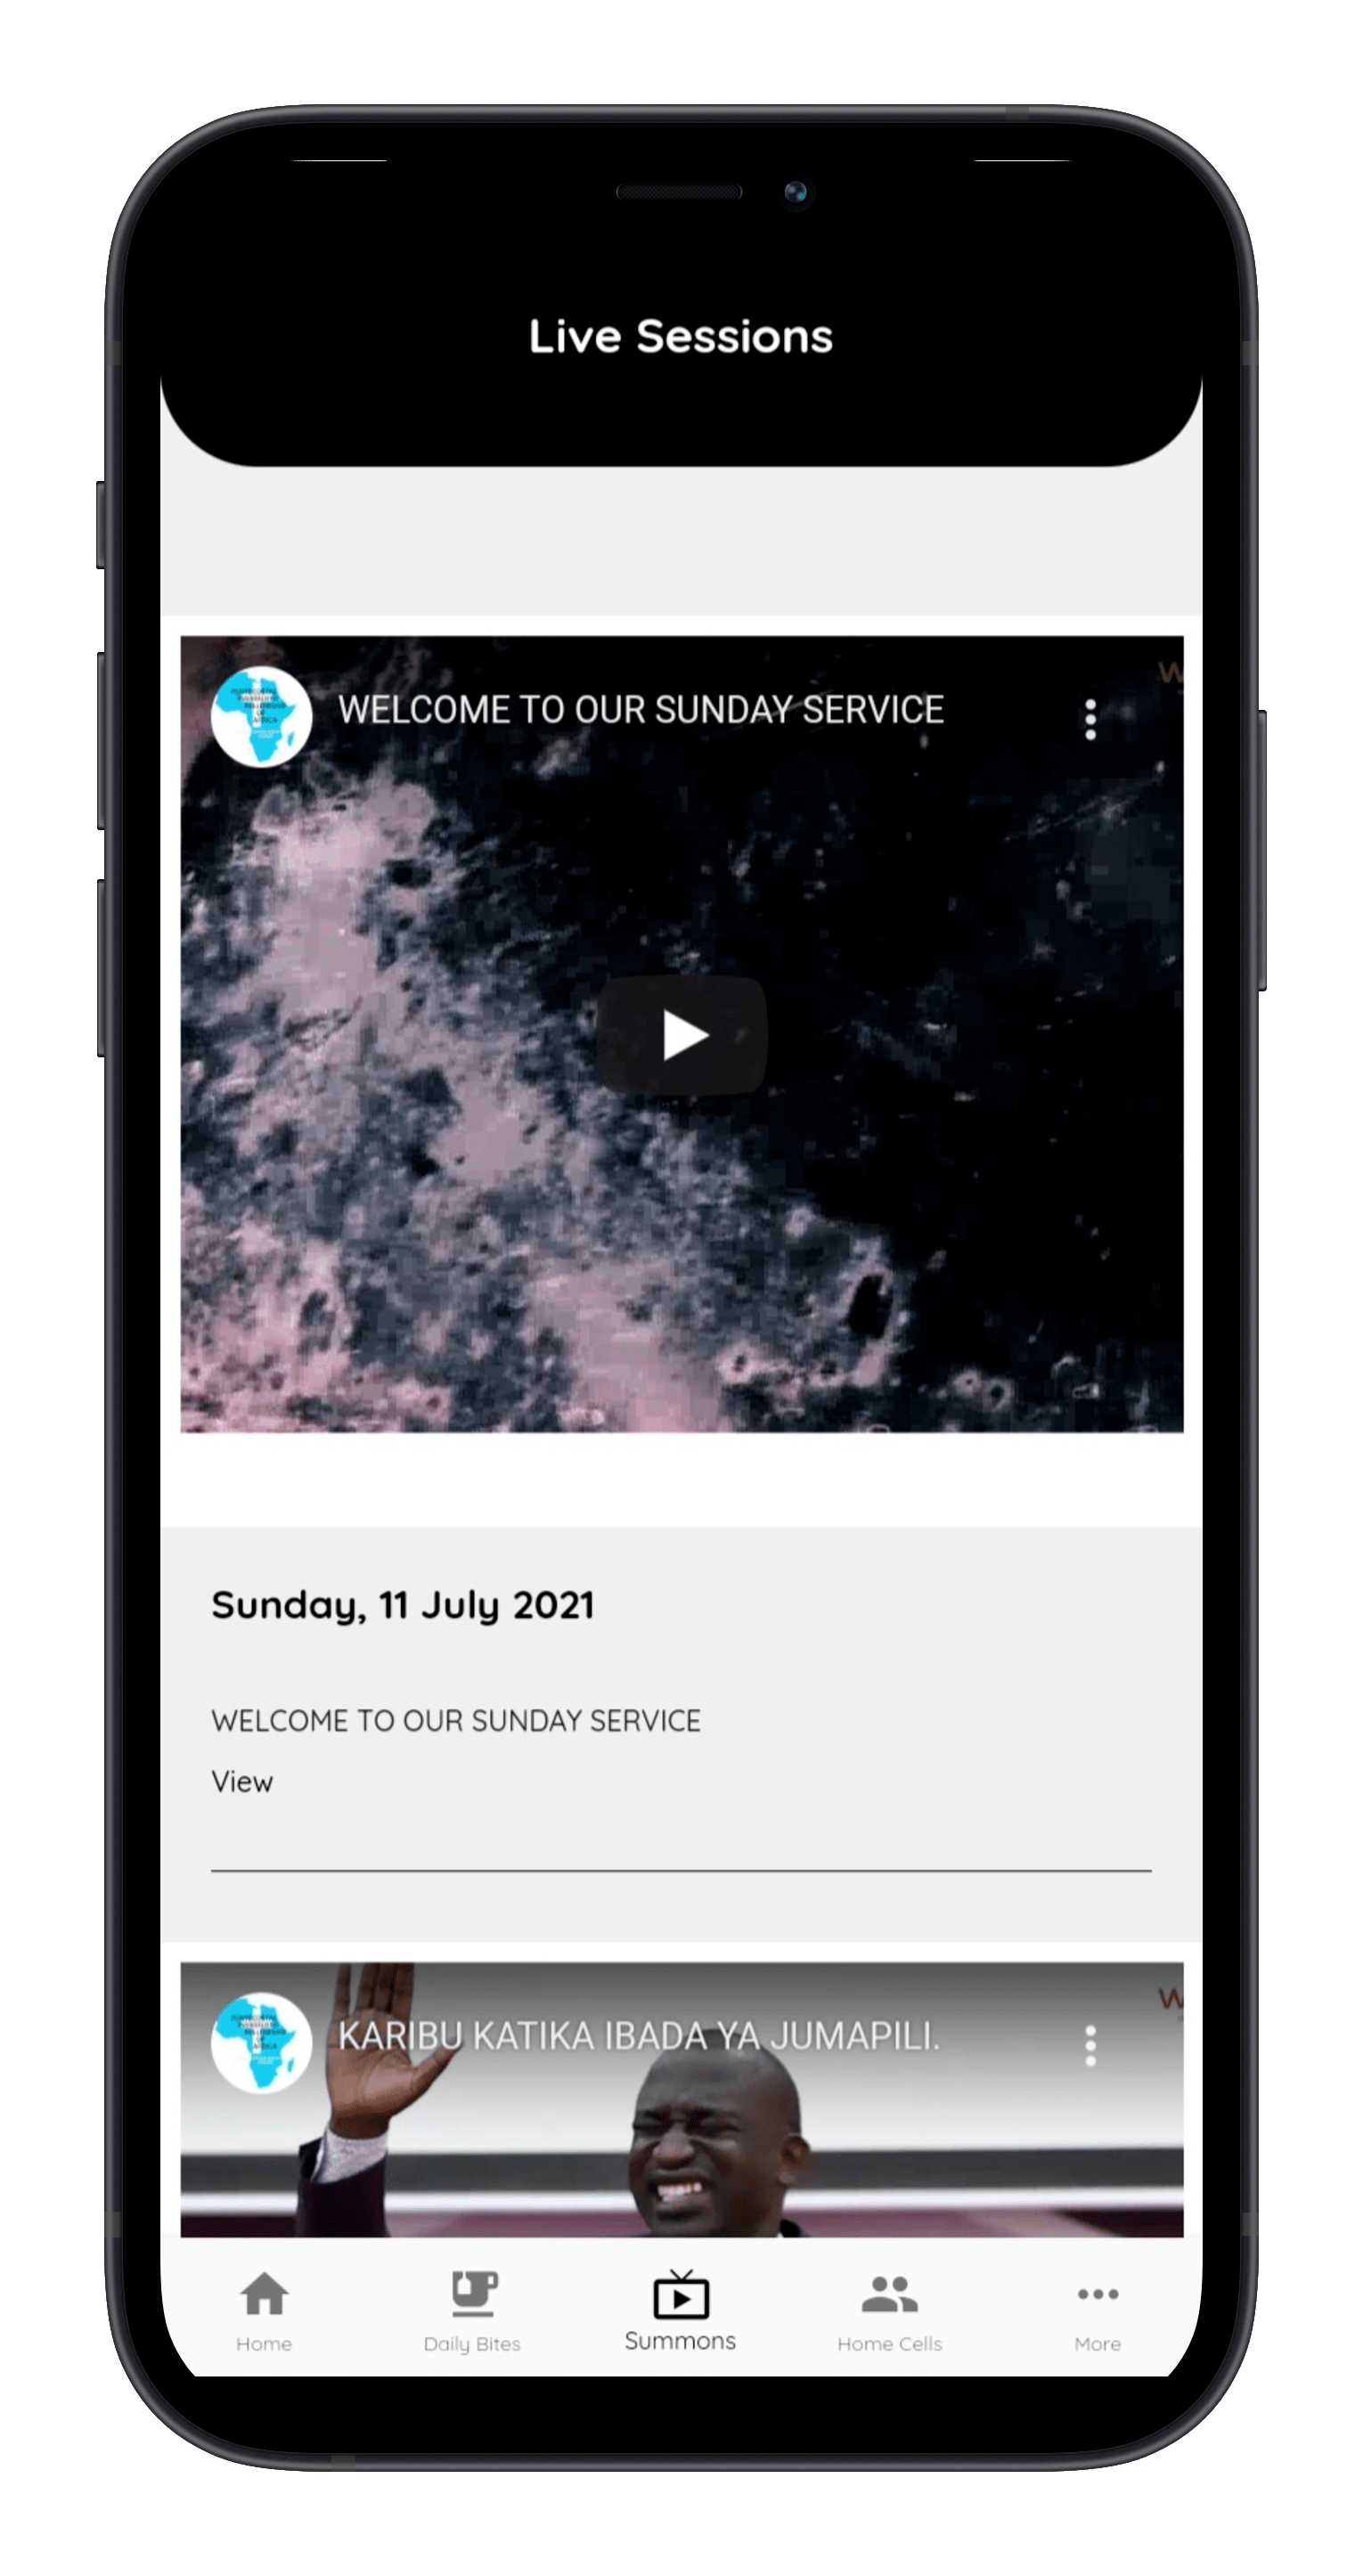 Live Sessions
WELCOME TO OUR SUNDAY SERVICE
Sunday, 11 July 2021
WELCOME TO OUR SUNDAY SERVICE
View
KARIBU KATIKA IBADA YA JUMAPILI.
Home
Daily Bites
Summons
Home Cells
More